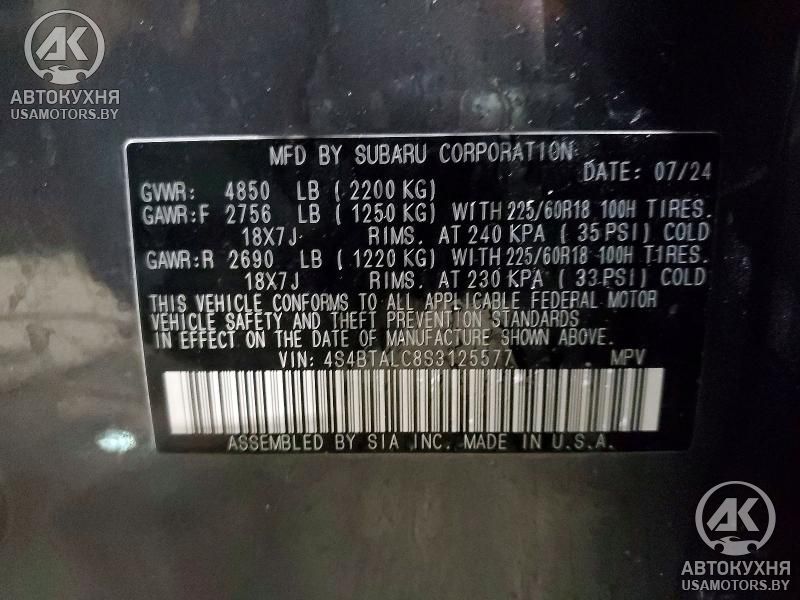 AK
АВТОКУХНЯ
USAMOTORS.BY
MFD BY SUBARU CORPORATION
DATE: 07/24
GVWR: 4850 LB ( 2200 KG)
GAWR:F 2756 LB ( 1250 KG) WITH 225/60R18 100H TIRES.
18X7J RIMS. AT 240 KPA ( 35 PSI) COLD
GAWR:R 2690 LB ( 1220 KG) WITH 225/60R18 100H TIRES.
18X7J RIMS. AT 230 KPA ( 33 PSI) COLD
THIS VEHICLE CONFORMS TO ALL APPLICABLE FEDERAL MOTOR
VEHICLE SAFETY AND THEFT PREVENTION STANDARDS
IN EFFECT ON THE DATE OF MANUFACTURE SHOWN ABOVE.
VIN: 4S4BTALC8S3125577 MPV
ASSEMBLED BY SIA INC. MADE IN U.S.A.
AK
АВТОКУХНЯ
USAMOTORS.BY